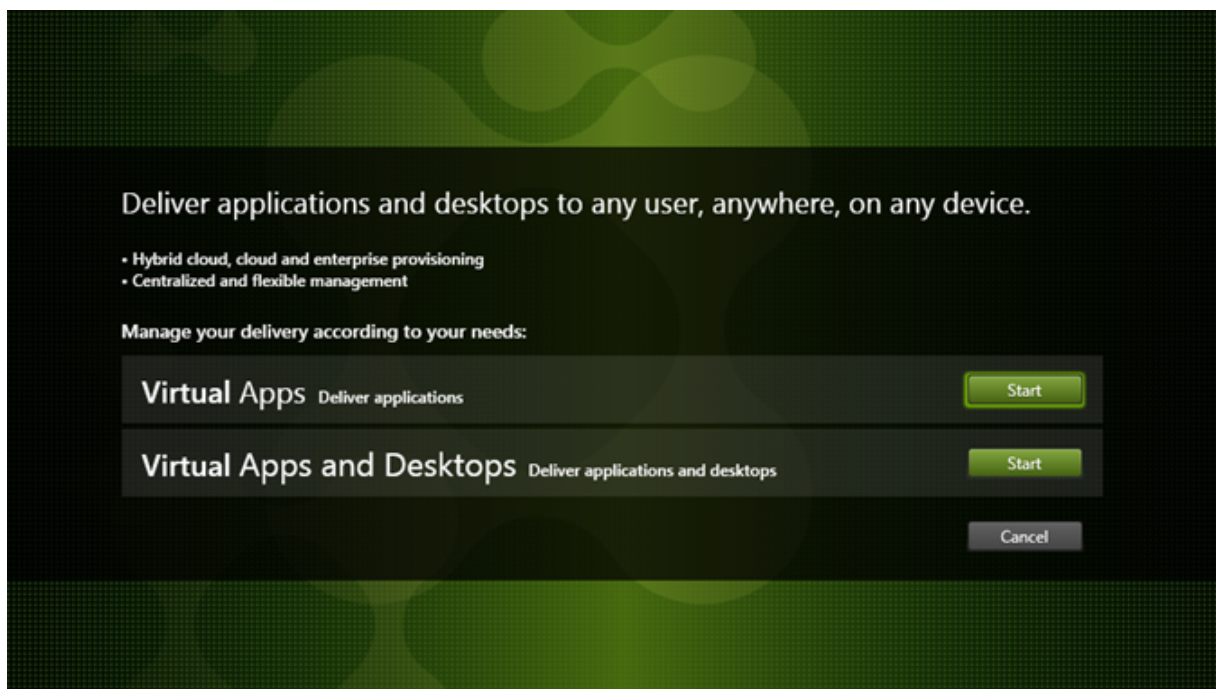 Deliver applications and desktops to any user, anywhere, on any device.
• Hybrid cloud, cloud and enterprise provisioning
• Centralized and flexible management
Manage your delivery according to your needs:
Virtual Apps Deliver applications
Start
Virtual Apps and Desktops Deliver applications and desktops
Start
Cancel